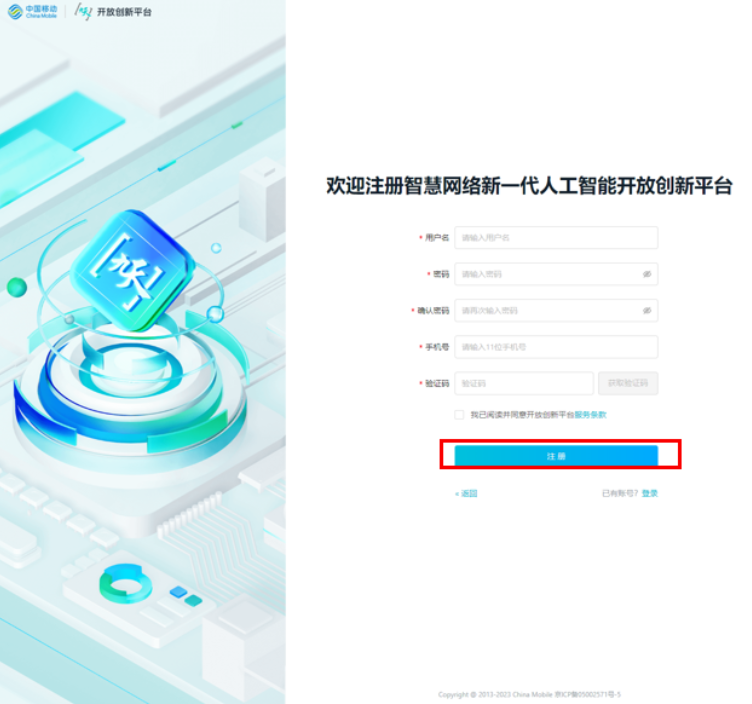 中国移动
China Mobile
开放创新平台
欢迎注册智慧网络新一代人工智能开放创新平台
* 用户名 请输入用户名
* 密码 请输入密码
* 确认密码 请再次输入密码
* 手机号 请输入11位手机号
* 验证码 验证码 获取验证码
我已阅读并同意开放创新平台服务条款
注 册
« 返回 已有账号？登录
Copyright @ 2013-2023 China Mobile 京ICP备05002571号-5